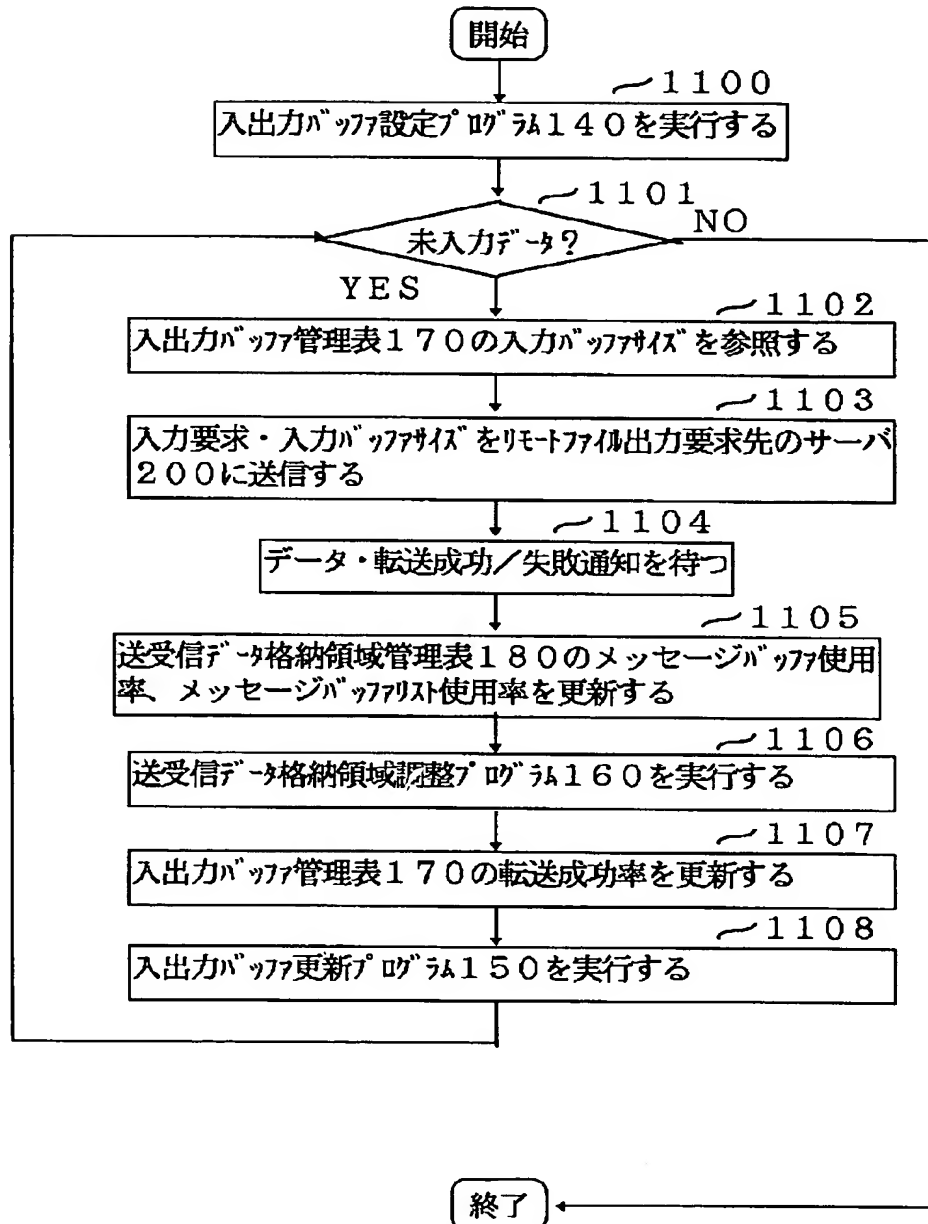 開始
1100
入出力バッファ設定プログラム140を実行する
1101
未入力データ?
NO
YES
1102
入出力バッファ管理表170の入力バッファサイズを参照する
1103
入力要求・入力バッファサイズをリモートファイル出力要求先のサーバ
200に送信する
1104
データ・転送成功/失敗通知を待つ
1105
送受信データ格納領域管理表180のメッセージバッファ使用
率、メッセージバッファリスト使用率を更新する
1106
送受信データ格納領域調整プログラム160を実行する
1107
入出力バッファ管理表170の転送成功率を更新する
1108
入出力バッファ更新プログラム150を実行する
終了